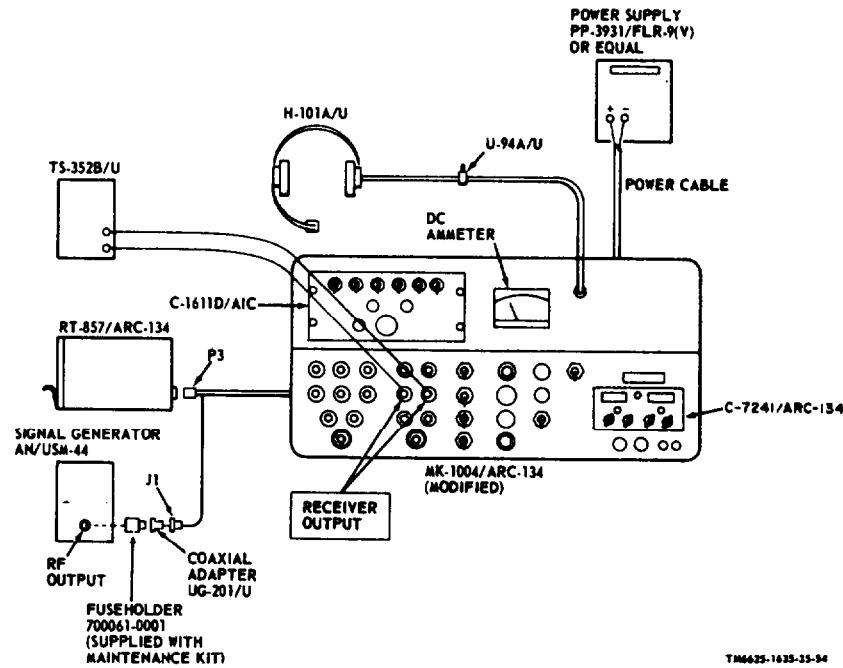 POWER SUPPLY
PP-3931/FLR-9(V)
OR EQUAL
+ −
H-101A/U
U-94A/U
TS-352B/U
POWER CABLE
DC
AMMETER
C-1611D/AIC
RT-857/ARC-134
P3
C-7241/ARC-134
SIGNAL GENERATOR
AN/USM-44
J1
MK-1004/ARC-134
(MODIFIED)
RECEIVER
OUTPUT
RF
OUTPUT
COAXIAL
ADAPTER
UG-201/U
FUSEHOLDER
700061-0001
(SUPPLIED WITH
MAINTENANCE KIT)
TM6625-1635-35-54